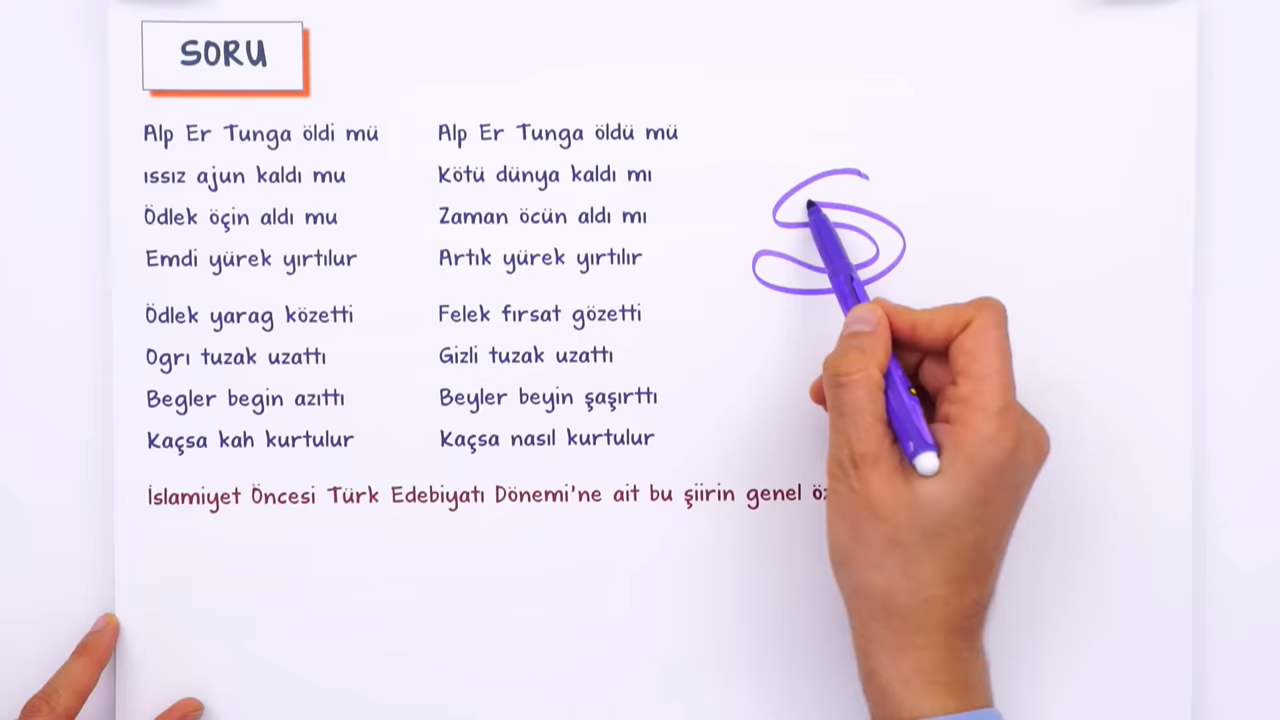 SORU
Alp Er Tunga öldi mü
ıssız ajun kaldı mu
Ödlek öçin aldı mu
Emdi yürek yırtılur
Ödlek yarag közetti
Ogrı tuzak uzattı
Begler begin azıttı
Kaçsa kah kurtulur
Alp Er Tunga öldü mü
Kötü dünya kaldı mı
Zaman öcün aldı mı
Artık yürek yırtılır
Felek fırsat gözetti
Gizli tuzak uzattı
Beyler beyin şaşırttı
Kaçsa nasıl kurtulur
İslamiyet Öncesi Türk Edebiyatı Dönemi'ne ait bu şiirin genel